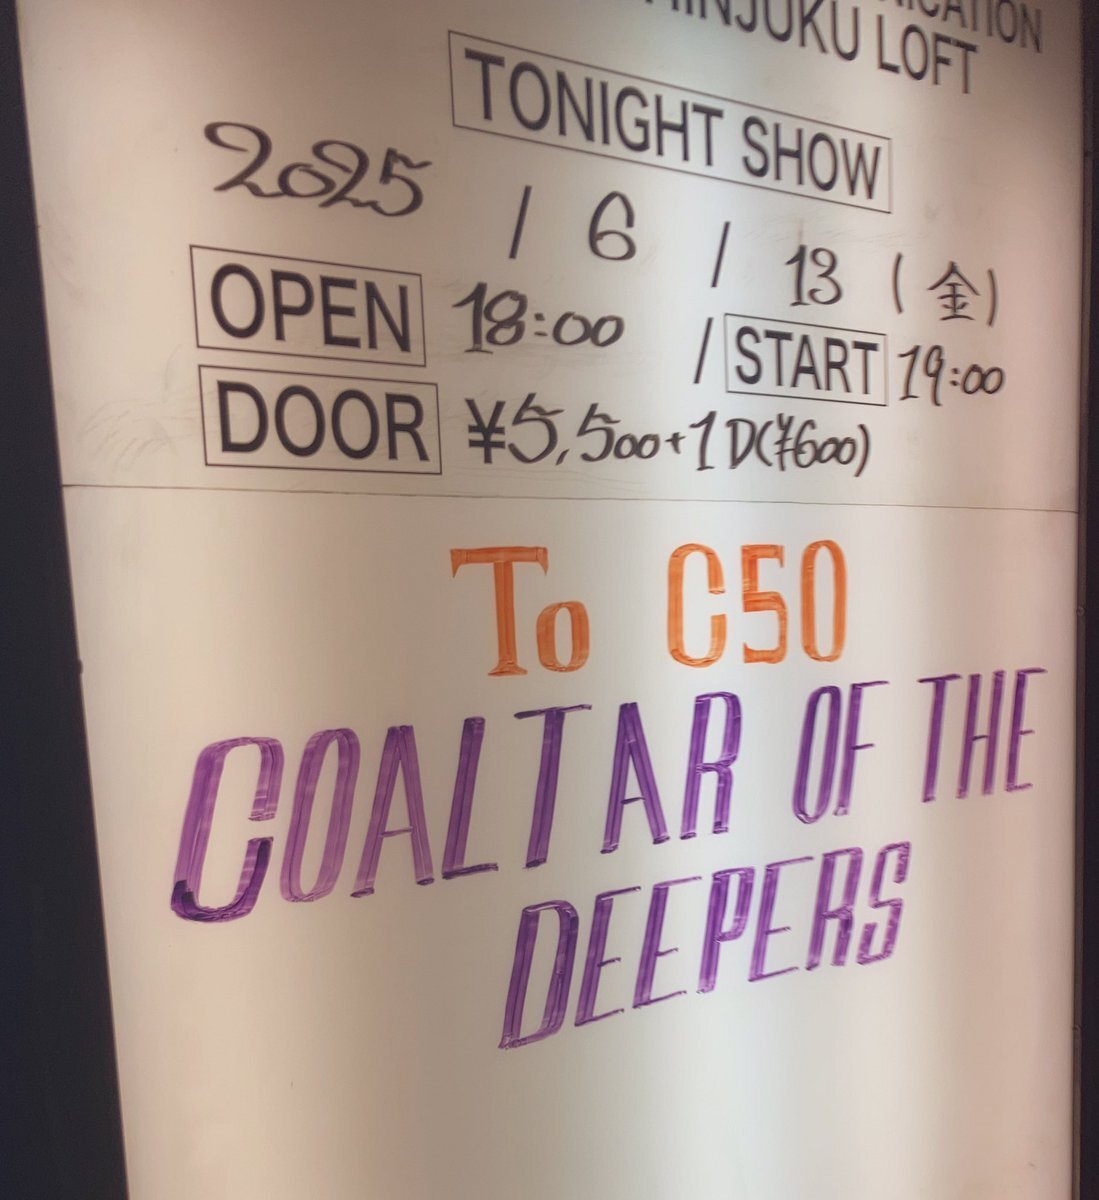 SHINJUKU LOFT
TONIGHT SHOW
2025 / 6 / 13 (金)
OPEN 18:00 / START 19:00
DOOR ¥5,500+1D(¥600)
To C50
COALTAR OF THE
DEEPERS